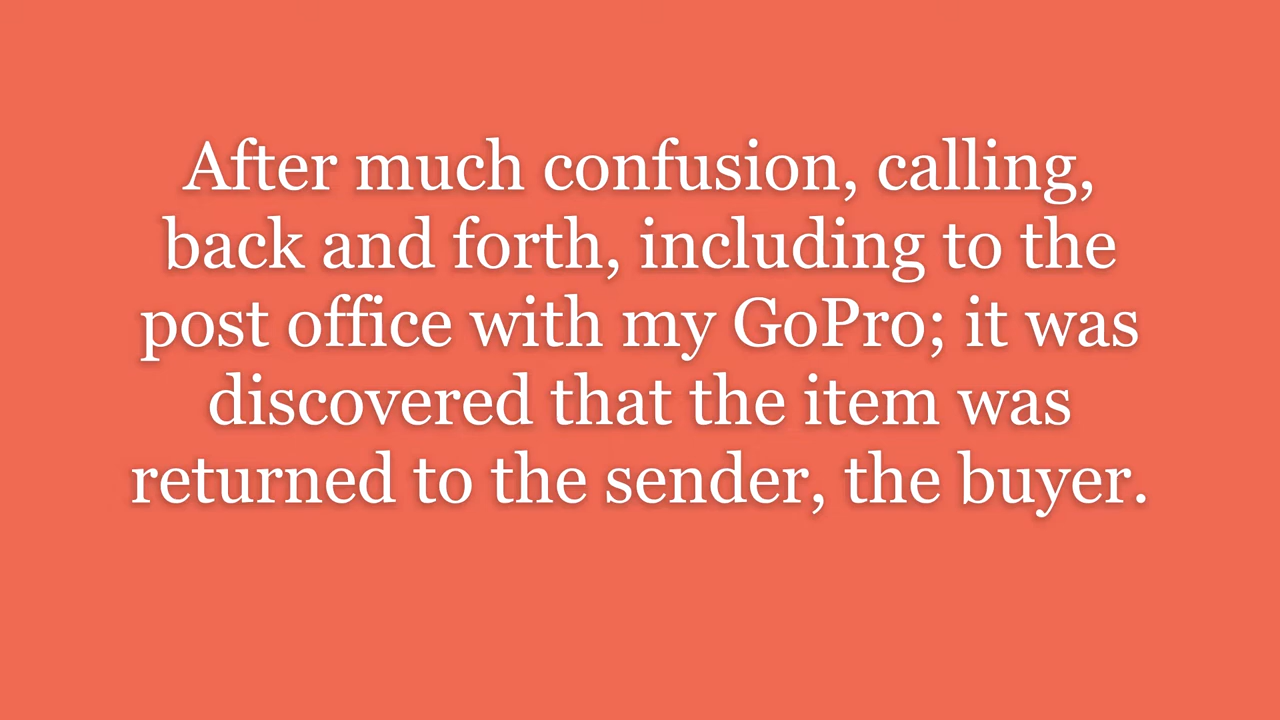 After much confusion, calling,
back and forth, including to the
post office with my GoPro; it was
discovered that the item was
returned to the sender, the buyer.